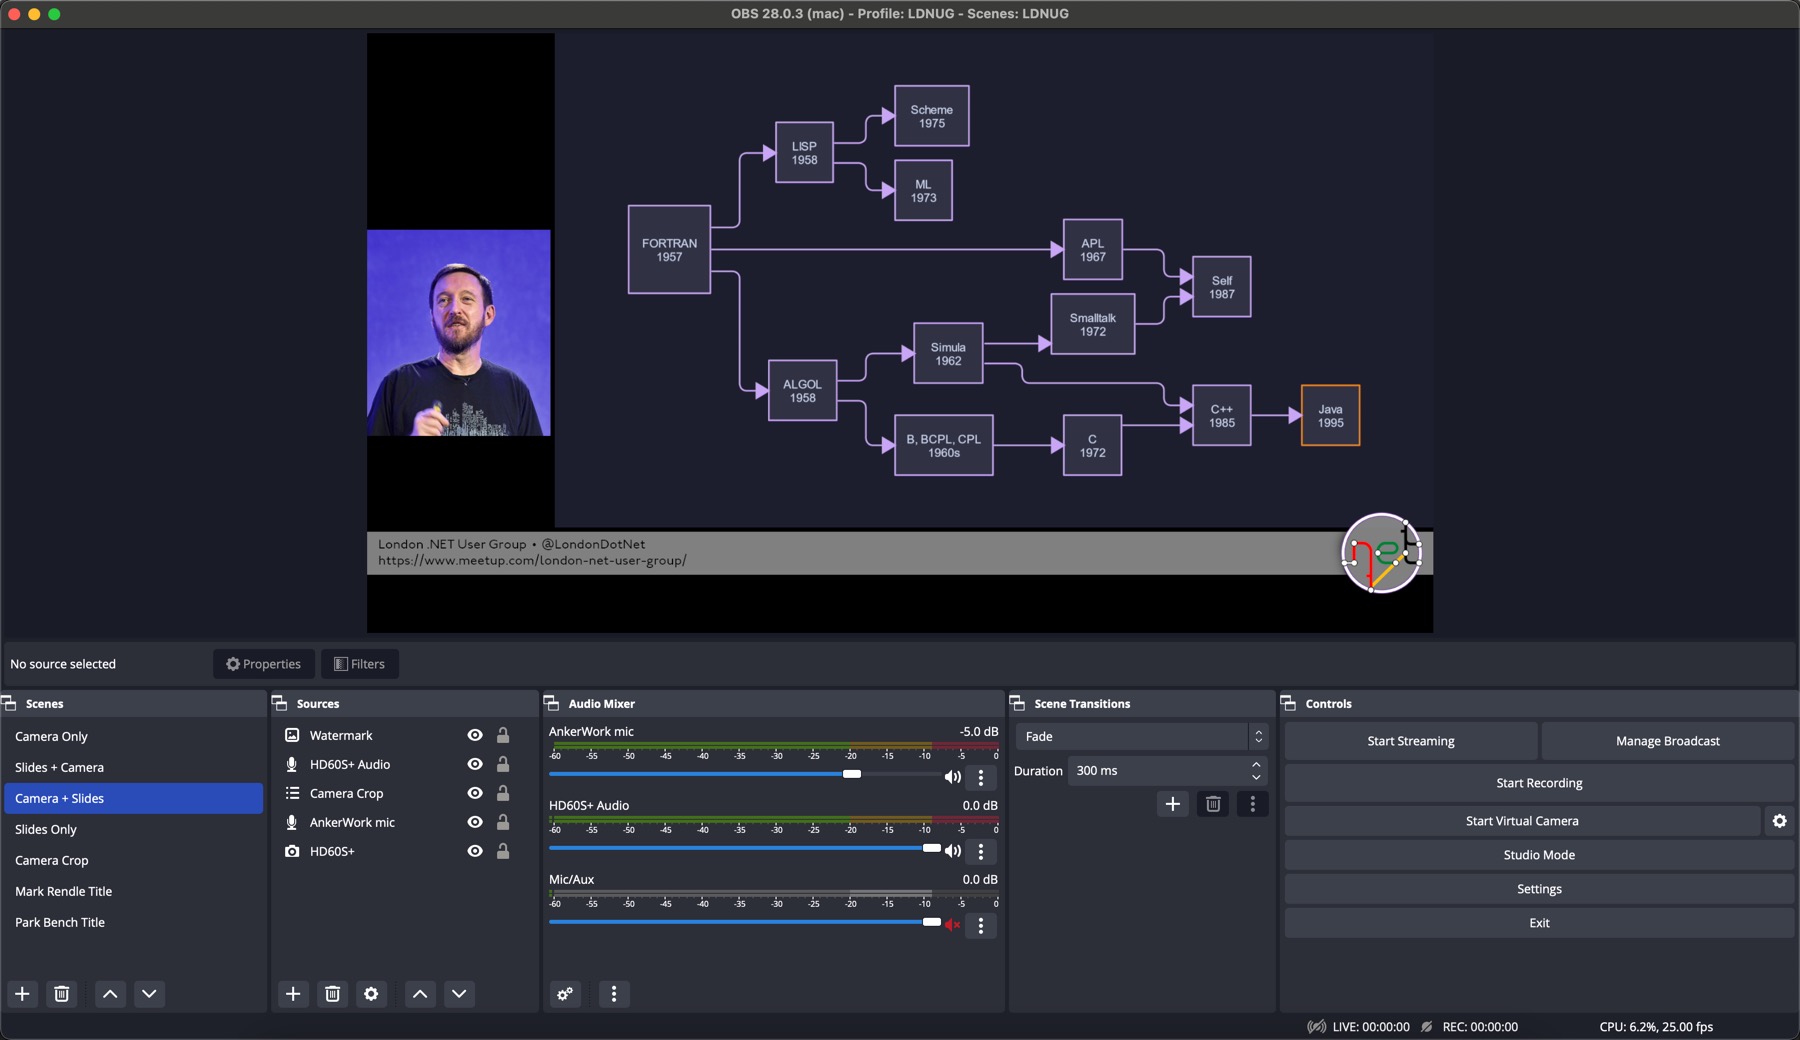 OBS 28.0.3 (mac) - Profile: LDNUG - Scenes: LDNUG
Scheme
1975
LISP
1958
ML
1973
FORTRAN
1957
APL
1967
Self
1987
Smalltalk
1972
Simula
1962
ALGOL
1958
C++
1985
Java
1995
B, BCPL, CPL
1960s
C
1972
London .NET User Group • @LondonDotNet
https://www.meetup.com/london-net-user-group/
net
No source selected
Properties
Filters
Scenes
Camera Only
Slides + Camera
Camera + Slides
Slides Only
Camera Crop
Mark Rendle Title
Park Bench Title
Sources
Watermark
HD60S+ Audio
Camera Crop
AnkerWork mic
HD60S+
Audio Mixer
AnkerWork mic -5.0 dB
-60 -55 -50 -45 -40 -35 -30 -25 -20 -15 -10 -5 0
HD60S+ Audio 0.0 dB
-60 -55 -50 -45 -40 -35 -30 -25 -20 -15 -10 -5 0
Mic/Aux 0.0 dB
-60 -55 -50 -45 -40 -35 -30 -25 -20 -15 -10 -5 0
Scene Transitions
Fade
Duration 300 ms
Controls
Start Streaming
Manage Broadcast
Start Recording
Start Virtual Camera
Studio Mode
Settings
Exit
LIVE: 00:00:00 REC: 00:00:00 CPU: 6.2%, 25.00 fps